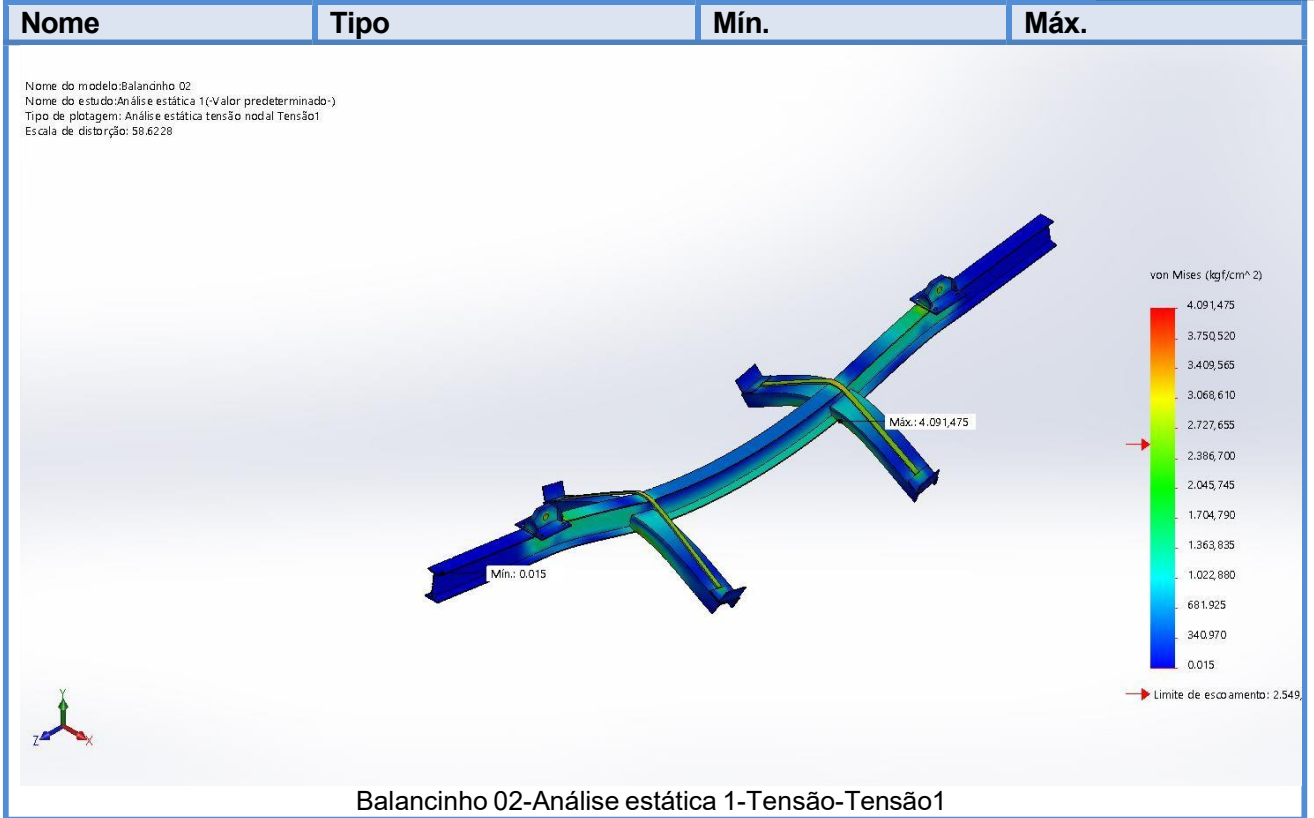 Nome Tipo Mín. Máx.
Nome do modelo:Balancinho 02
Nome do estudo:Análise estática 1(-Valor predeterminado-)
Tipo de plotagem: Análise estática tensão nodal Tensão1
Escala de distorção: 58.6228
von Mises (kgf/cm^2)
4.091,475
3.750,520
3.409,565
3.068,610
2.727,655
2.386,700
2.045,745
1.704,790
1.363,835
1.022,880
681.925
340.970
0.015
Limite de escoamento: 2.549,
Máx.: 4.091,475
Mín.: 0.015
Y
Z
X
Balancinho 02-Análise estática 1-Tensão-Tensão1